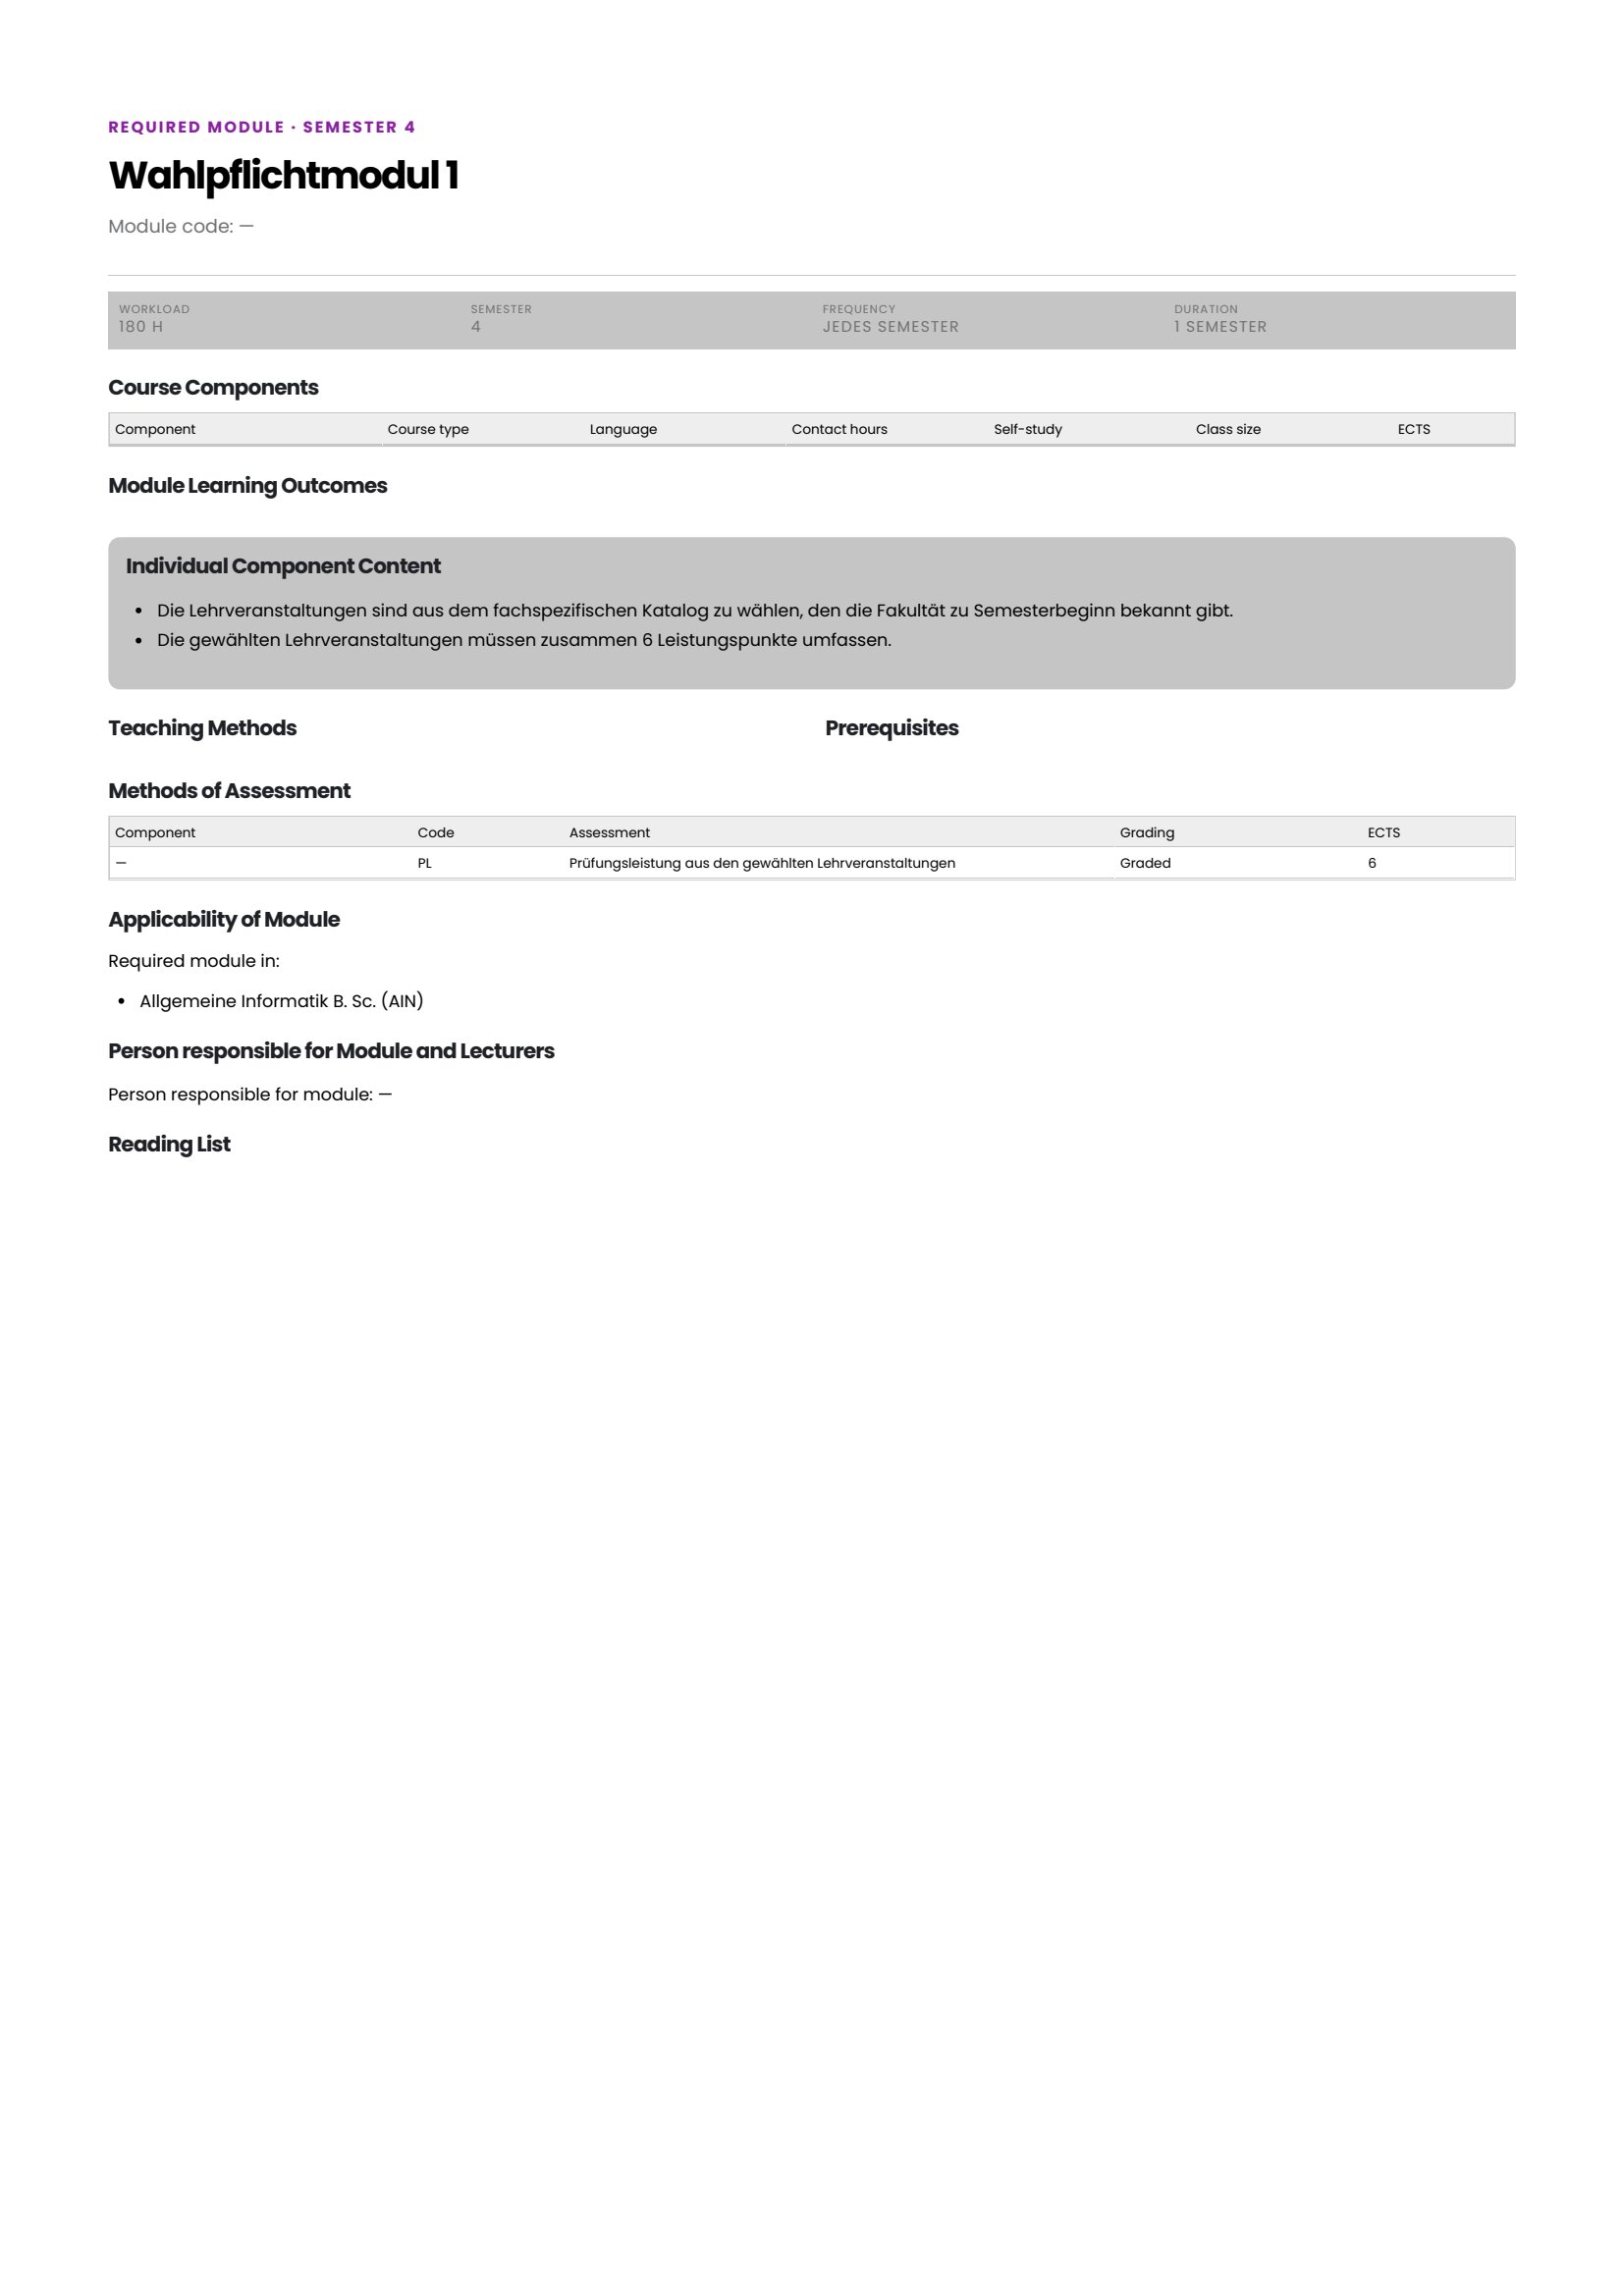 REQUIRED MODULE · SEMESTER 4
Wahlpflichtmodul 1
Module code: —
WORKLOAD SEMESTER FREQUENCY DURATION
180 H 4 JEDES SEMESTER 1 SEMESTER
Course Components
Component Course type Language Contact hours Self-study Class size ECTS
Module Learning Outcomes
Individual Component Content
• Die Lehrveranstaltungen sind aus dem fachspezifischen Katalog zu wählen, den die Fakultät zu Semesterbeginn bekannt gibt.
• Die gewählten Lehrveranstaltungen müssen zusammen 6 Leistungspunkte umfassen.
Teaching Methods Prerequisites
Methods of Assessment
Component Code Assessment Grading ECTS
— PL Prüfungsleistung aus den gewählten Lehrveranstaltungen Graded 6
Applicability of Module
Required module in:
• Allgemeine Informatik B. Sc. (AIN)
Person responsible for Module and Lecturers
Person responsible for module: —
Reading List